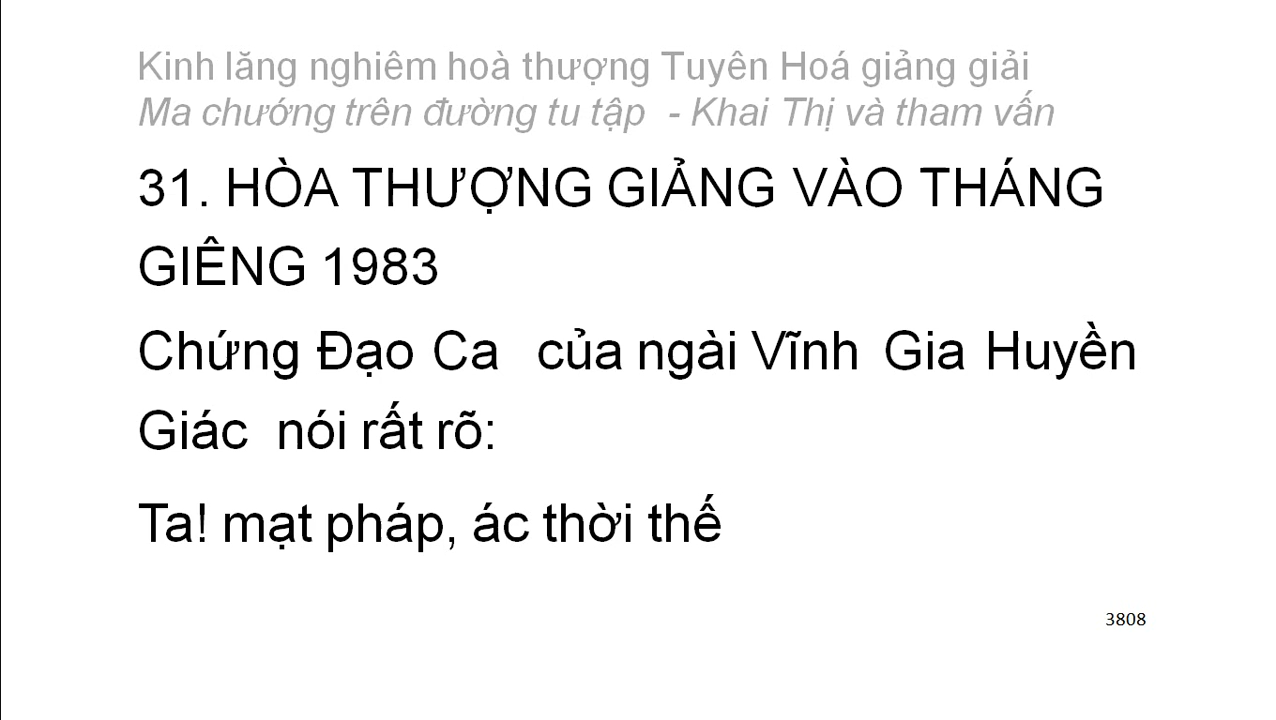 Kinh lăng nghiêm hoà thượng Tuyên Hoá giảng giải
Ma chướng trên đường tu tập - Khai Thị và tham vấn
31. HÒA THƯỢNG GIẢNG VÀO THÁNG
GIÊNG 1983
Chứng Đạo Ca của ngài Vĩnh Gia Huyền
Giác nói rất rõ:
Ta! mạt pháp, ác thời thế
3808